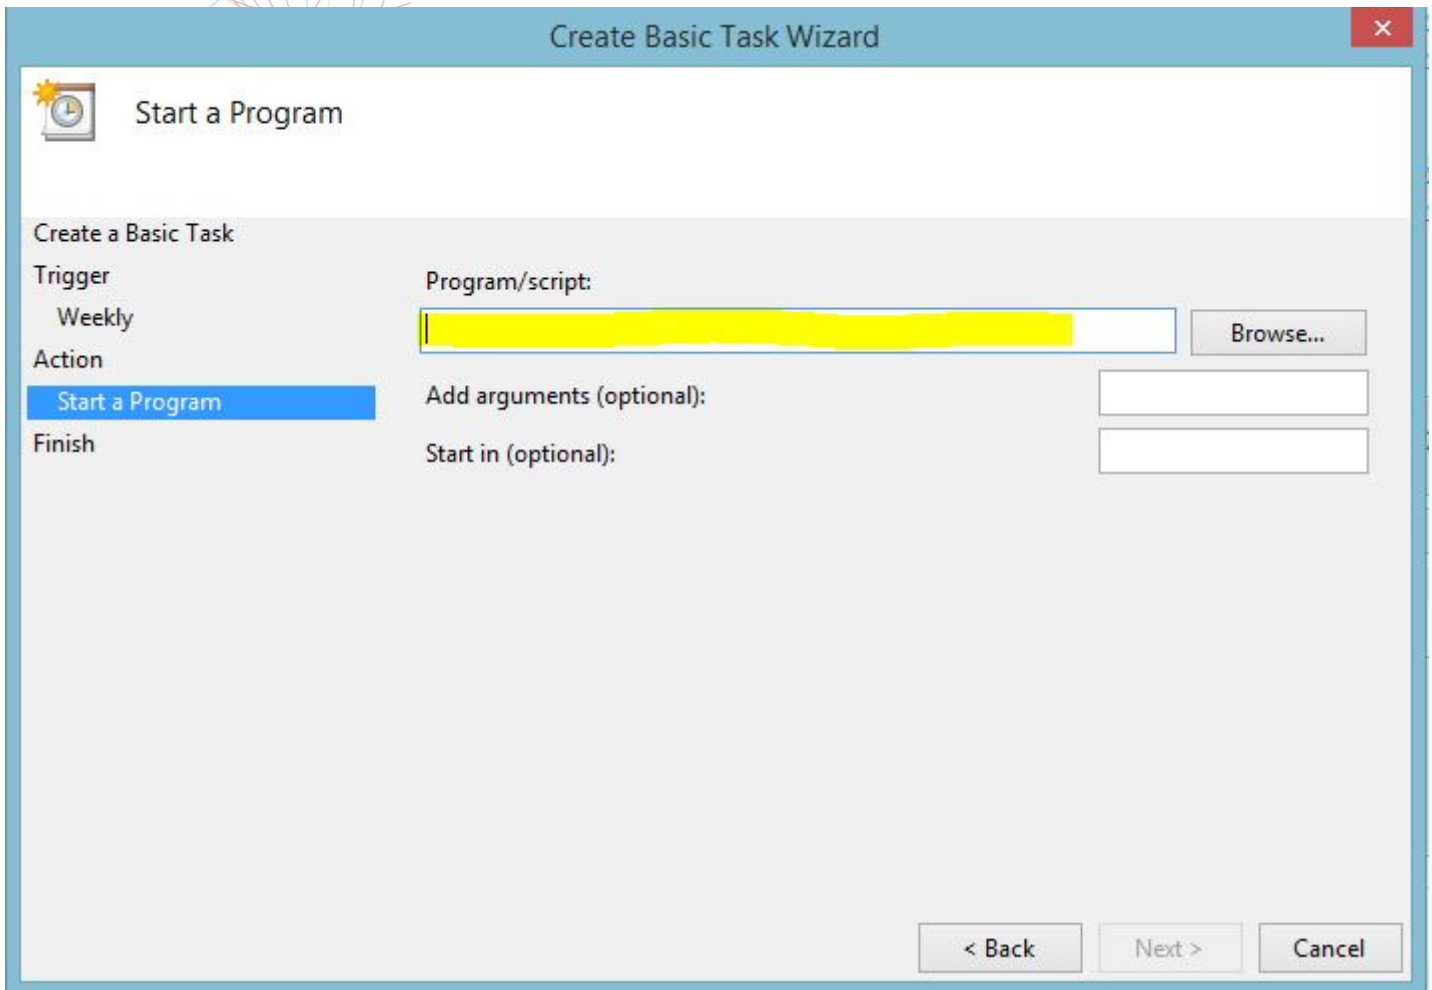 Create Basic Task Wizard
Start a Program
Create a Basic Task
Trigger
Weekly
Action
Start a Program
Finish
Program/script:
Browse...
Add arguments (optional):
Start in (optional):
< Back
Next >
Cancel